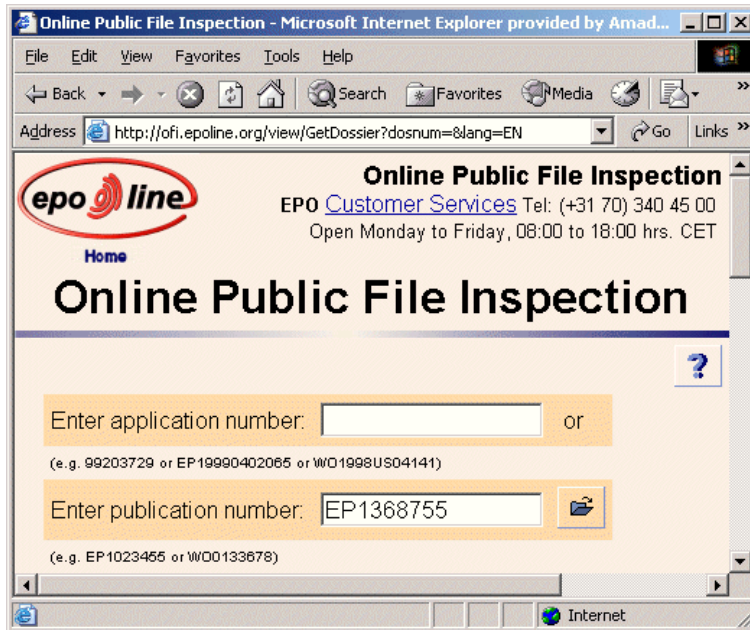 Online Public File Inspection - Microsoft Internet Explorer provided by Amad...
File Edit View Favorites Tools Help
Back Search Favorites Media »
Address http://ofi.epoline.org/view/GetDossier?dosnum=&lang=EN Go Links »
epo line
Home
Online Public File Inspection
EPO Customer Services Tel: (+31 70) 340 45 00
Open Monday to Friday, 08:00 to 18:00 hrs. CET
Online Public File Inspection
?
Enter application number: or
(e.g. 99203729 or EP19990402065 or WO1998US04141)
Enter publication number: EP1368755
(e.g. EP1023455 or WO0133678)
Internet